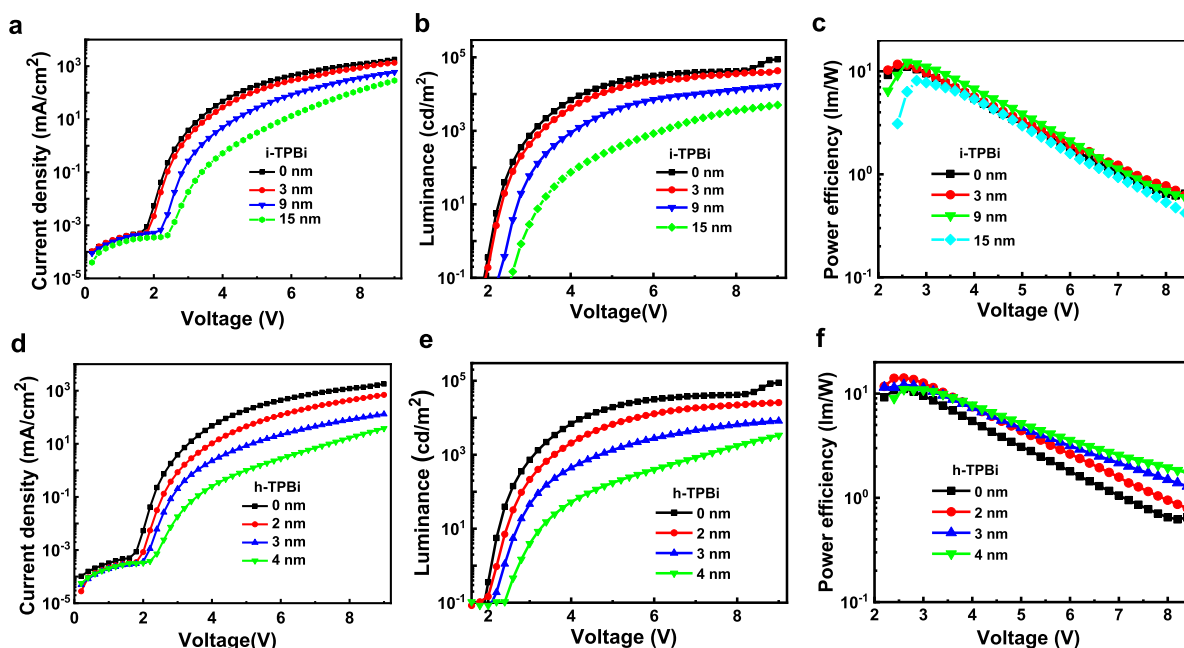 a
Current density (mA/cm2)
10^3
10^1
10^-1
10^-3
10^-5
i-TPBi
0 nm
3 nm
9 nm
15 nm
0 2 4 6 8
Voltage (V)
b
Luminance (cd/m2)
10^5
10^3
10^1
10^-1
i-TPBi
0 nm
3 nm
9 nm
15 nm
2 4 6 8
Voltage(V)
c
Power efficiency (lm/W)
10^1
10^0
10^-1
i-TPBi
0 nm
3 nm
9 nm
15 nm
2 3 4 5 6 7 8
Voltage (V)
d
Current density (mA/cm2)
10^3
10^1
10^-1
10^-3
10^-5
h-TPBi
0 nm
2 nm
3 nm
4 nm
0 2 4 6 8
Voltage(V)
e
Luminance (cd/m2)
10^5
10^3
10^1
10^-1
h-TPBi
0 nm
2 nm
3 nm
4 nm
2 4 6 8
Voltage (V)
f
Power efficiency (lm/W)
10^1
10^0
10^-1
h-TPBi
0 nm
2 nm
3 nm
4 nm
2 3 4 5 6 7 8
Voltage (V)